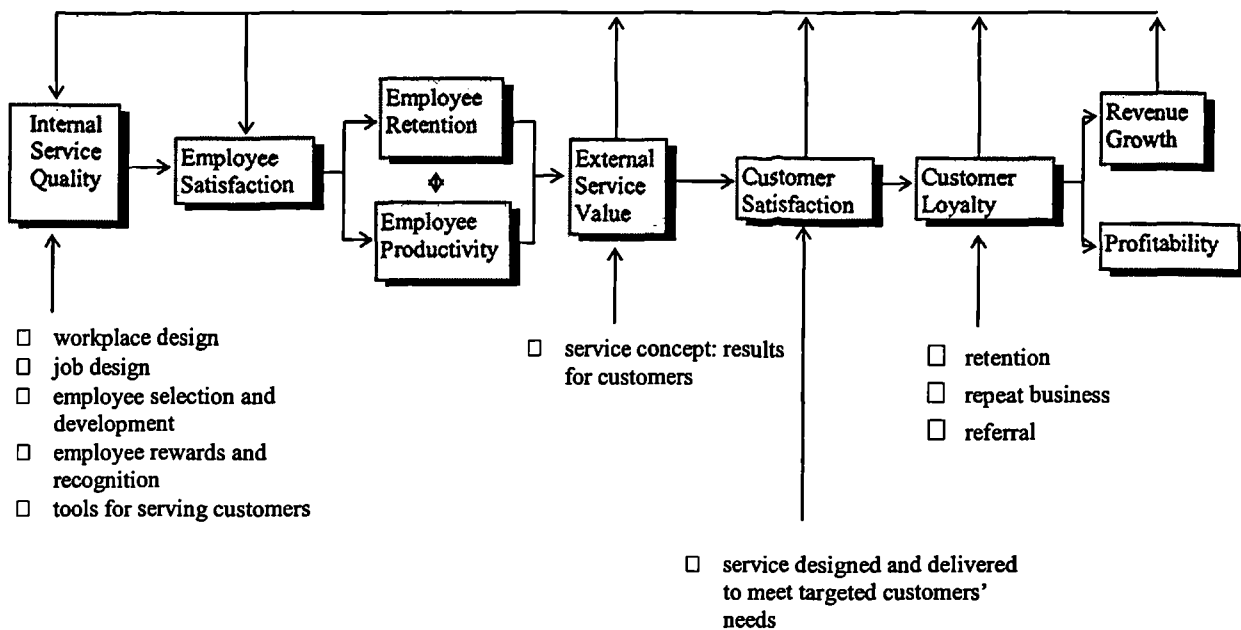 Internal
Service
Quality
Employee
Satisfaction
Employee
Retention
Employee
Productivity
External
Service
Value
Customer
Satisfaction
Customer
Loyalty
Revenue
Growth
Profitability
☐ workplace design
☐ job design
☐ employee selection and
development
☐ employee rewards and
recognition
☐ tools for serving customers
☐ service concept: results
for customers
☐ retention
☐ repeat business
☐ referral
☐ service designed and delivered
to meet targeted customers’
needs